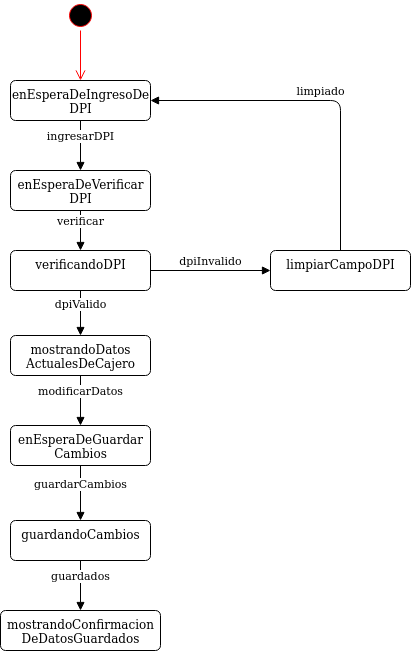 enEsperaDeIngresoDe
DPI
limpiado
ingresarDPI
enEsperaDeVerificar
DPI
verificar
verificandoDPI
dpiInvalido
limpiarCampoDPI
dpiValido
mostrandoDatos
ActualesDeCajero
modificarDatos
enEsperaDeGuardar
Cambios
guardarCambios
guardandoCambios
guardados
mostrandoConfirmacion
DeDatosGuardados